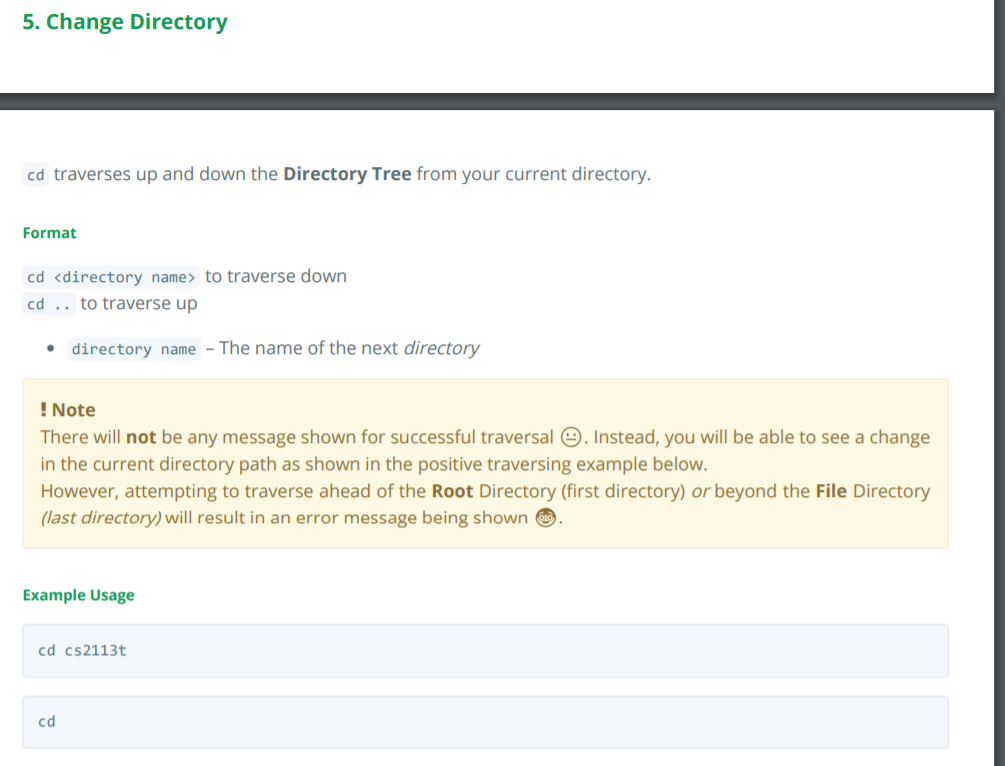 5. Change Directory
cd traverses up and down the Directory Tree from your current directory.
Format
cd <directory name> to traverse down
cd .. to traverse up
• directory name – The name of the next directory
! Note
There will not be any message shown for successful traversal 😐. Instead, you will be able to see a change
in the current directory path as shown in the positive traversing example below.
However, attempting to traverse ahead of the Root Directory (first directory) or beyond the File Directory
(last directory) will result in an error message being shown 🤓.
Example Usage
cd cs2113t
cd